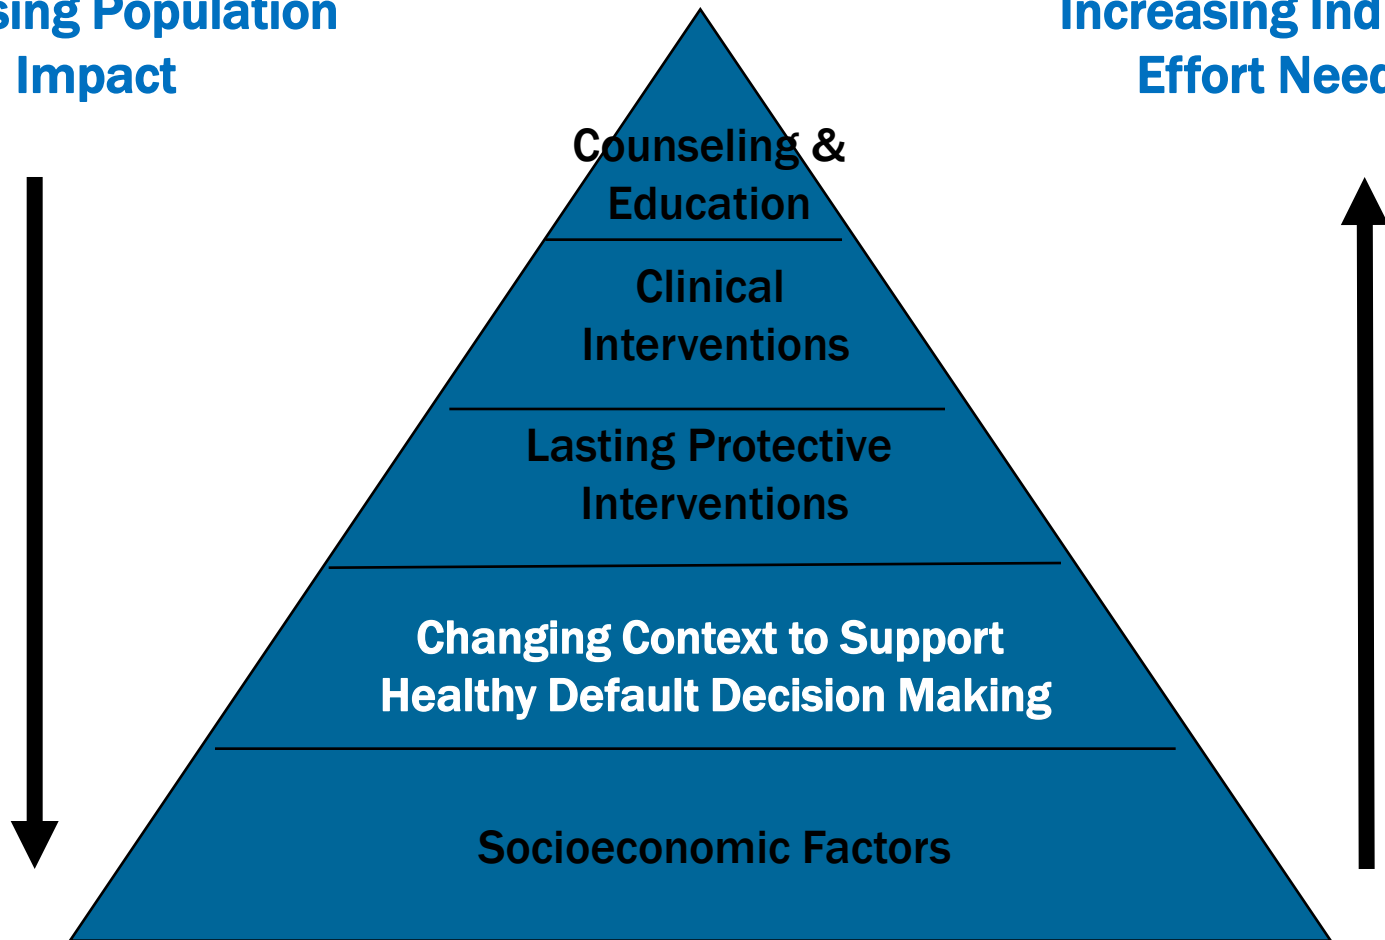 sing Population
Impact
Increasing Ind
Effort Need
Counseling &
Education
Clinical
Interventions
Lasting Protective
Interventions
Changing Context to Support
Healthy Default Decision Making
Socioeconomic Factors